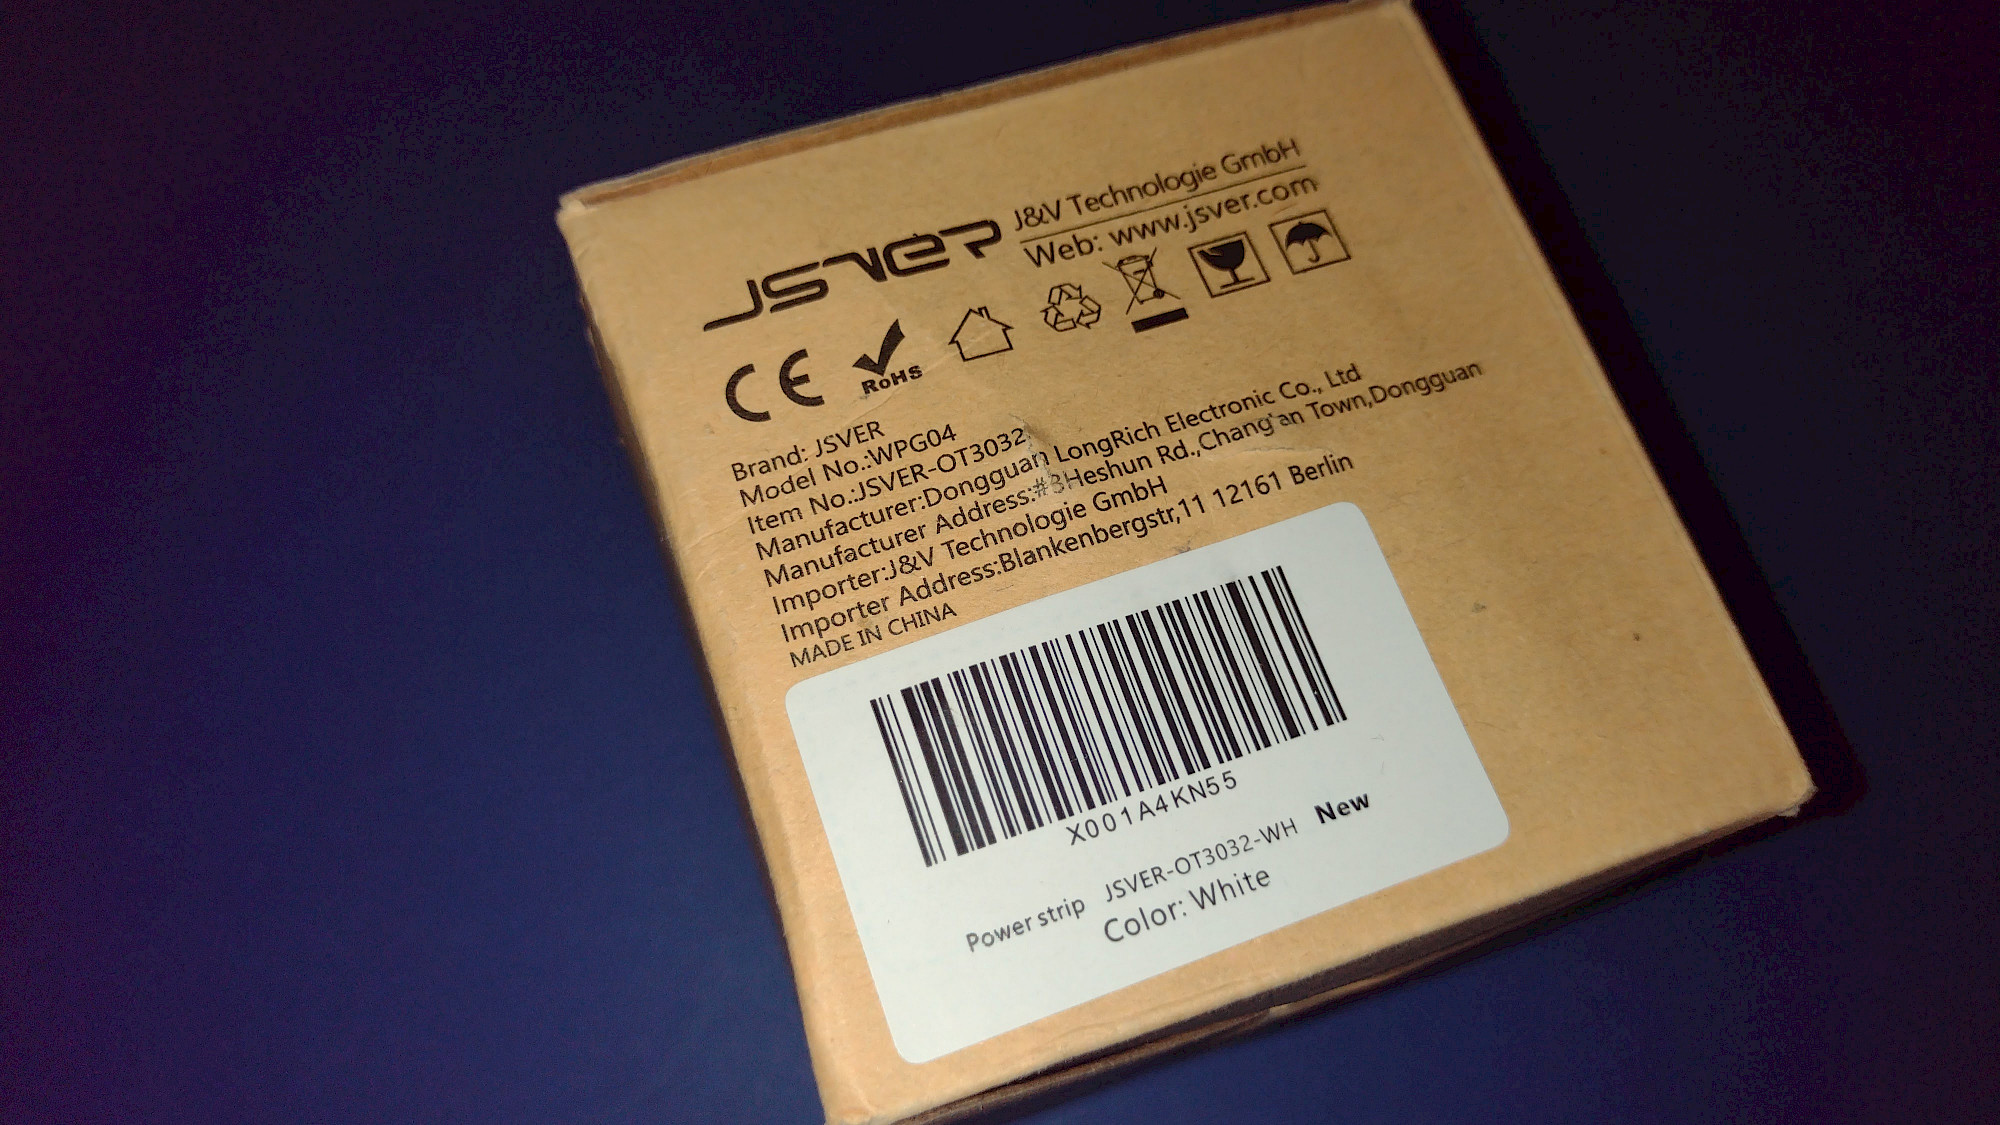 JSVER
J&V Technologie GmbH
Web: www.jsver.com
CE
RoHS
Brand: JSVER
Model No.:WPG04
Item No.:JSVER-OT3032
Manufacturer:Dongguan LongRich Electronic Co., Ltd
Manufacturer Address:#3Heshun Rd.,Chang'an Town,Dongguan
Importer:J&V Technologie GmbH
Importer Address:Blankenbergstr,11 12161 Berlin
MADE IN CHINA
X001A4KN55
Power strip JSVER-OT3032-WH New
Color: White